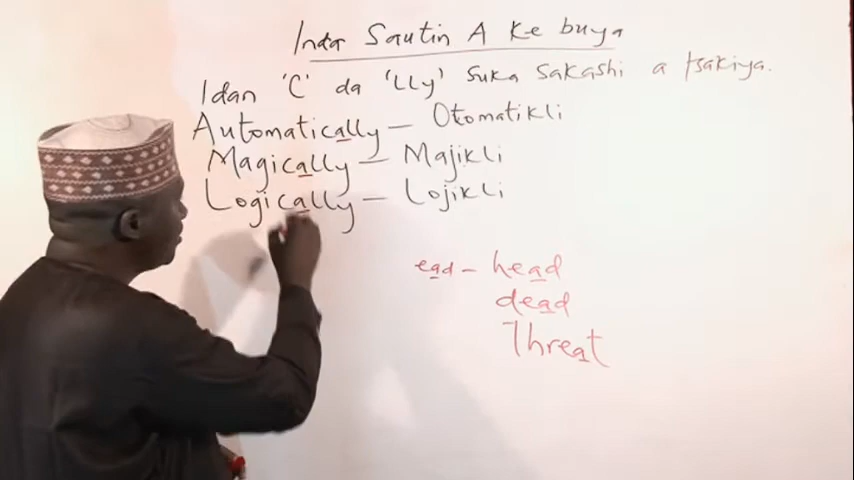 Inda Sautin A Ke buya
Idan 'C' da 'LLy' suka sakashi a tsakiya.
Automatically – Otomatikli
Magically – Majikli
Logically – Lojikli
ead – head
dead
Threat